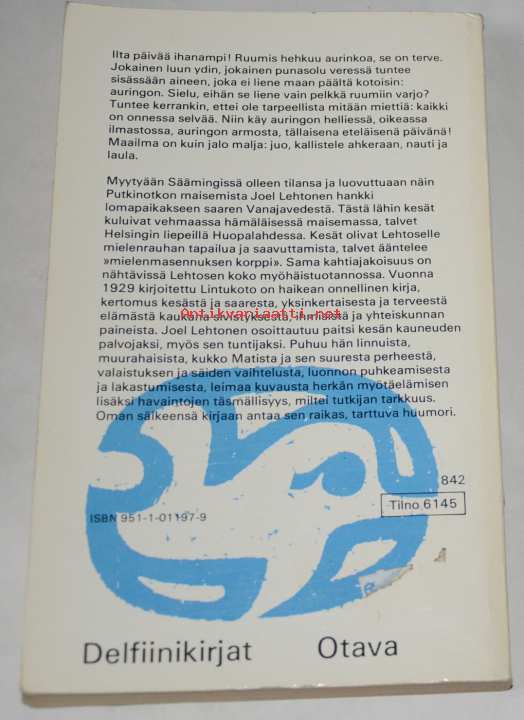 Ilta päivää ihanampi! Ruumis hehkuu aurinkoa, se on terve.
Jokainen luun ydin, jokainen punasolu veressä tuntee
sisässään aineen, joka ei liene maan päältä kotoisin:
auringon. Sielu, eihän se liene vain pelkkä ruumiin varjo?
Tuntee kerrankin, ettei ole tarpeellista mitään miettiä: kaikki
on onnessa selvää. Niin käy auringon helliessä, oikeassa
ilmastossa, auringon armosta, tällaisena eteläisenä päivänä!
Maailma on kuin jalo malja: juo, kallistele ahkeraan, nauti ja
laula.
Myytyään Säämingissä olleen tilansa ja luovuttuaan näin
Putkinotkon maisemista Joel Lehtonen hankki
lomapaikakseen saaren Vanajavedestä. Tästä lähin kesät
kuluivat vehmaassa hämäläisessä maisemassa, talvet
Helsingin liepeillä Huopalahdessa. Kesät olivat Lehtoselle
mielenrauhan tapailua ja saavuttamista, talvet ääntelee
»mielenmasennuksen korppi». Sama kahtiajakoisuus on
nähtävissä Lehtosen koko myöhäistuotannossa. Vuonna
1929 kirjoitettu Lintukoto on haikean onnellinen kirja,
kertomus kesästä ja saaresta, yksinkertaisesta ja terveestä
elämästä kaukana sivistyksestä, ihmisistä ja yhteiskunnan
paineista. Joel Lehtonen osoittautuu paitsi kesän kauneuden
palvojaksi, myös sen tuntijaksi. Puhuu hän linnuista,
muurahaisista, kukko Matista ja sen suuresta perheestä,
valaistuksen ja säiden vaihtelusta, luonnon puhkeamisesta
ja lakastumisesta, leimaa kuvausta herkän myötäelämisen
lisäksi havaintojen täsmällisyys, miltei tutkijan tarkkuus.
Oman sälkeensä kirjaan antaa sen raikas, tarttuva huumori.
Antikvariaatti.net
842
Tilno 6145
ISBN 951-1-01197-9
Delfiinikirjat Otava